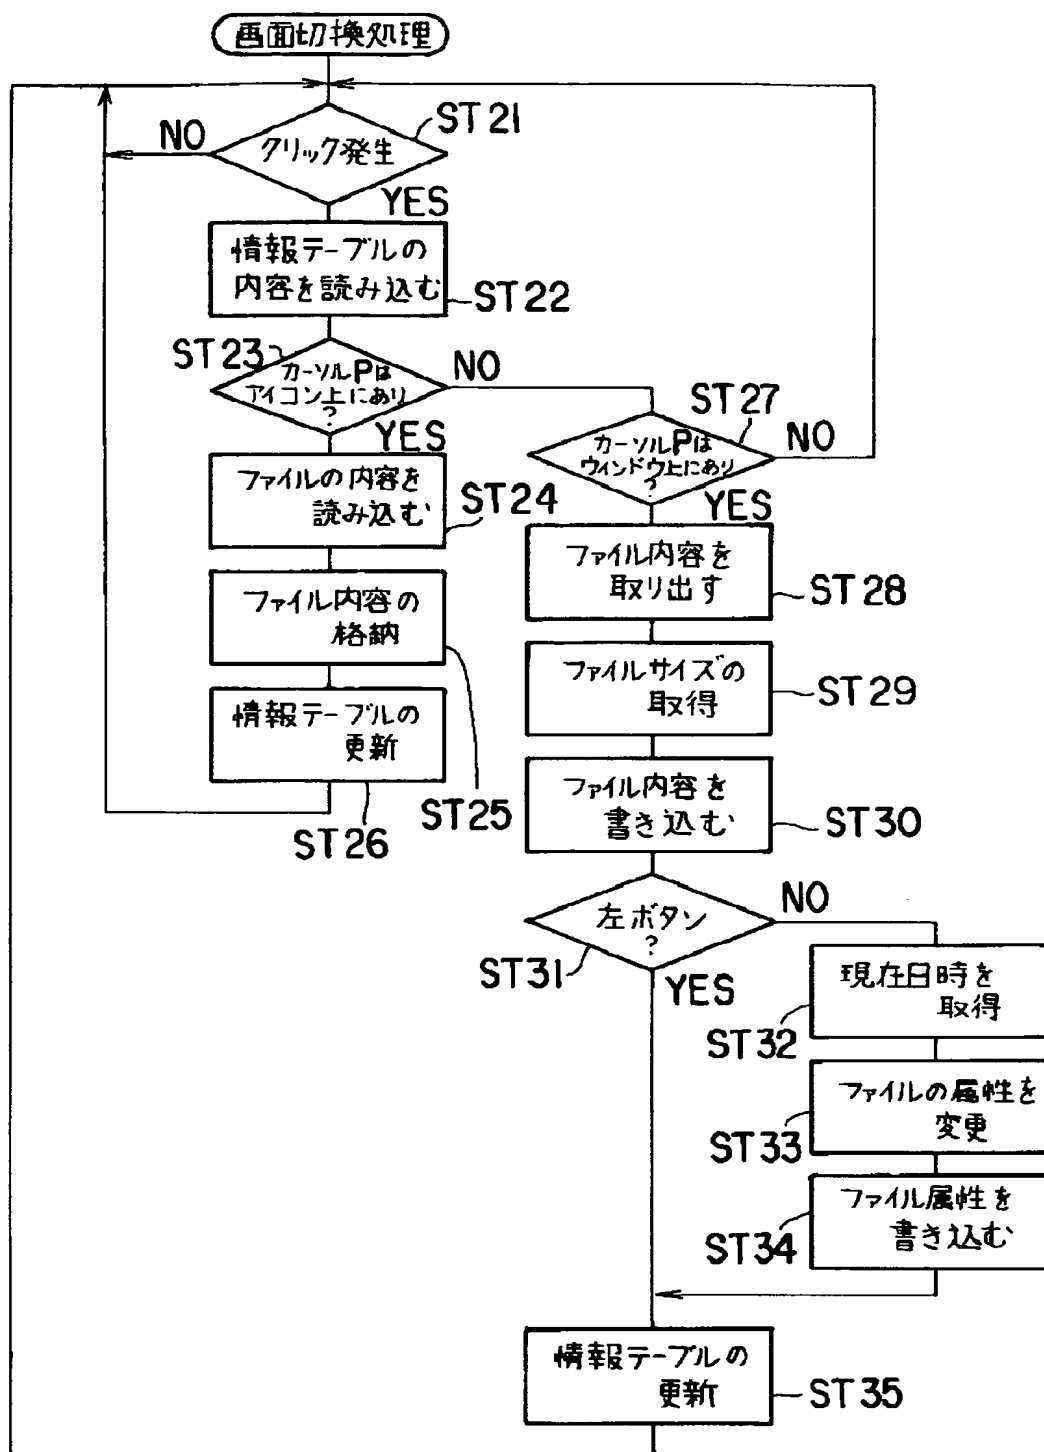 画面切換処理
ST21
NO
クリック発生
YES
情報テーブルの
内容を読み込む
ST22
ST23
カーソルPは
アイコン上にあり
?
NO
YES
ST27
カーソルPは
ウィンドウ上にあり
?
NO
YES
ファイルの内容を
読み込む
ST24
ファイル内容を
取り出す
ST28
ファイル内容の
格納
ST25
ファイルサイズの
取得
ST29
情報テーブルの
更新
ST26
ファイル内容を
書き込む
ST30
左ボタン
?
NO
ST31
YES
現在日時を
取得
ST32
ファイルの属性を
変更
ST33
ファイル属性を
書き込む
ST34
情報テーブルの
更新
ST35